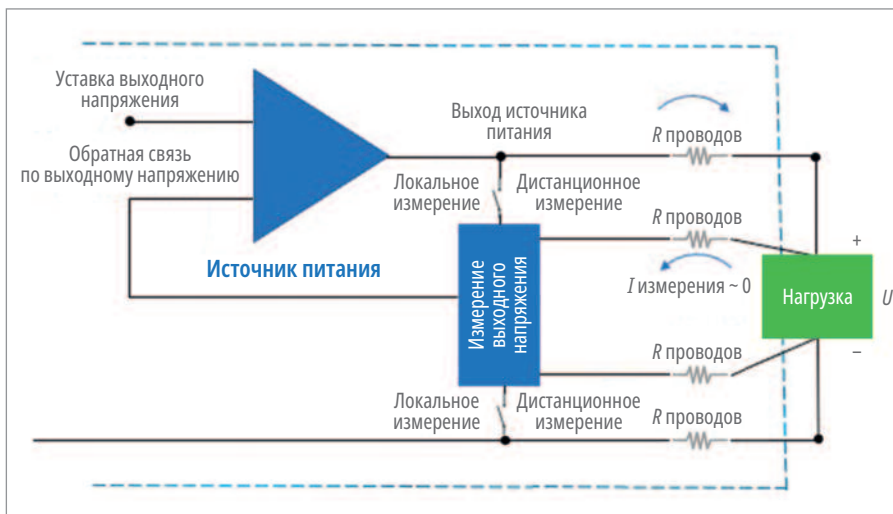 Уставка выходного
напряжения
Обратная связь
по выходному напряжению
Источник питания
Выход источника
питания
R проводов
Локальное
измерение
Дистанционное
измерение
R проводов
I измерения ~ 0
Измерение
выходного
напряжения
+
Нагрузка
U
–
R проводов
Локальное
измерение
Дистанционное
измерение
R проводов